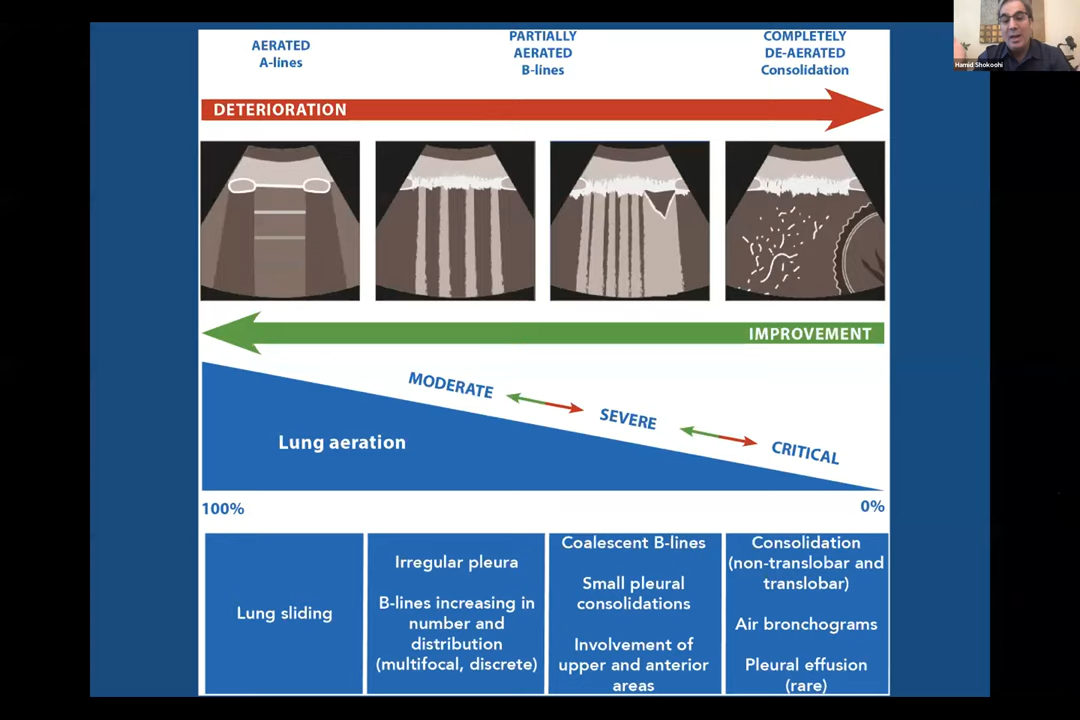 AERATED
A-lines
PARTIALLY
AERATED
B-lines
COMPLETELY
DE-AERATED
Consolidation
Hamid Shokoohi
DETERIORATION
IMPROVEMENT
MODERATE
SEVERE
CRITICAL
Lung aeration
100%
0%
Lung sliding
Irregular pleura
B-lines increasing in
number and
distribution
(multifocal, discrete)
Coalescent B-lines
Small pleural
consolidations
Involvement of
upper and anterior
areas
Consolidation
(non-translobar and
translobar)
Air bronchograms
Pleural effusion
(rare)